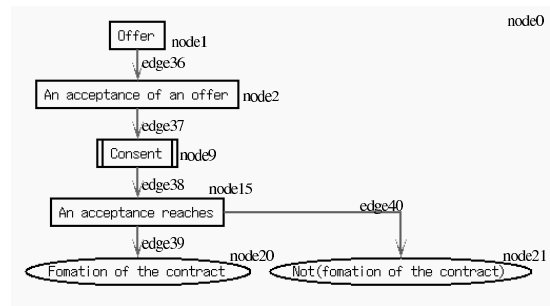 node0
Offer
node1
edge36
An acceptance of an offer
node2
edge37
Consent
node9
edge38
node15
An acceptance reaches
edge40
edge39
node20
node21
Fomation of the contract
Not(fomation of the contract)